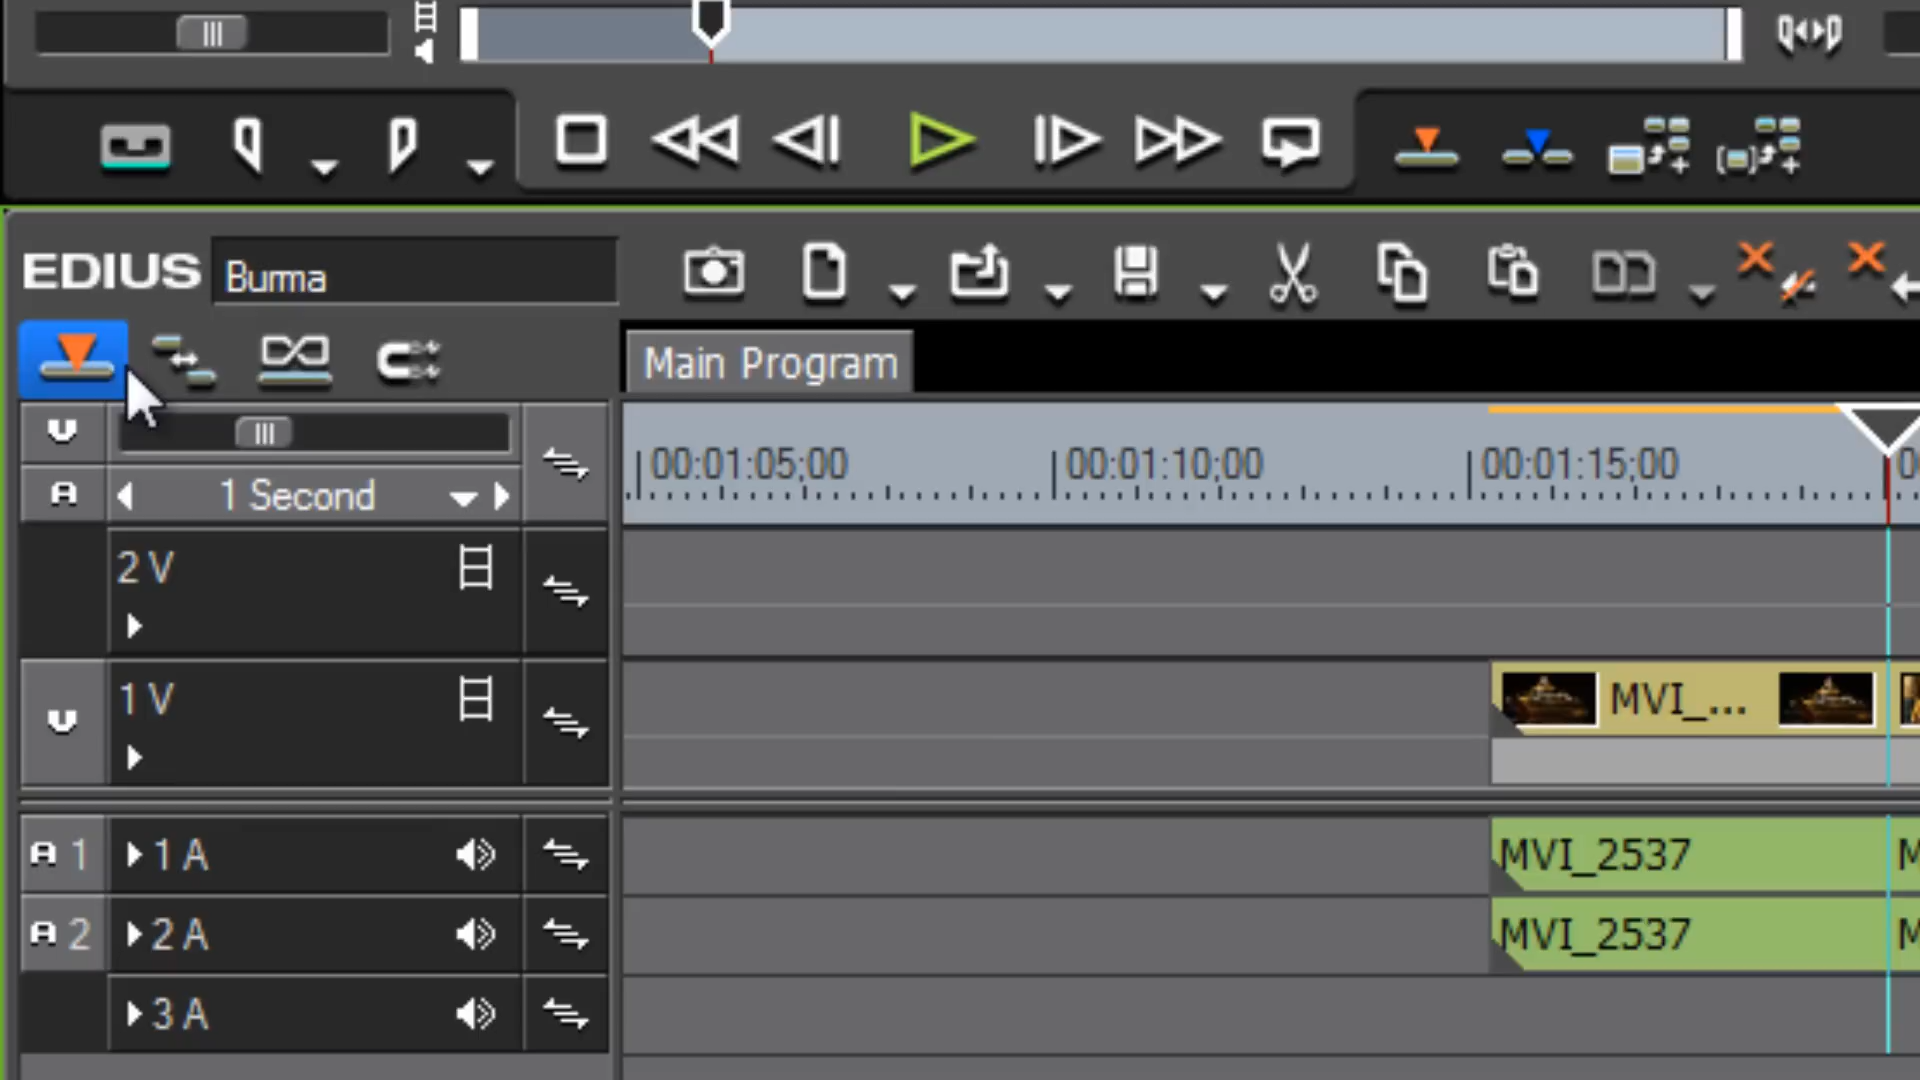 EDIUS
Burma
Main Program
00:01:05;00
00:01:10;00
00:01:15;00
A
1 Second
2 V
1 V
MVI_...
A 1
1 A
MVI_2537
A 2
2 A
MVI_2537
3 A